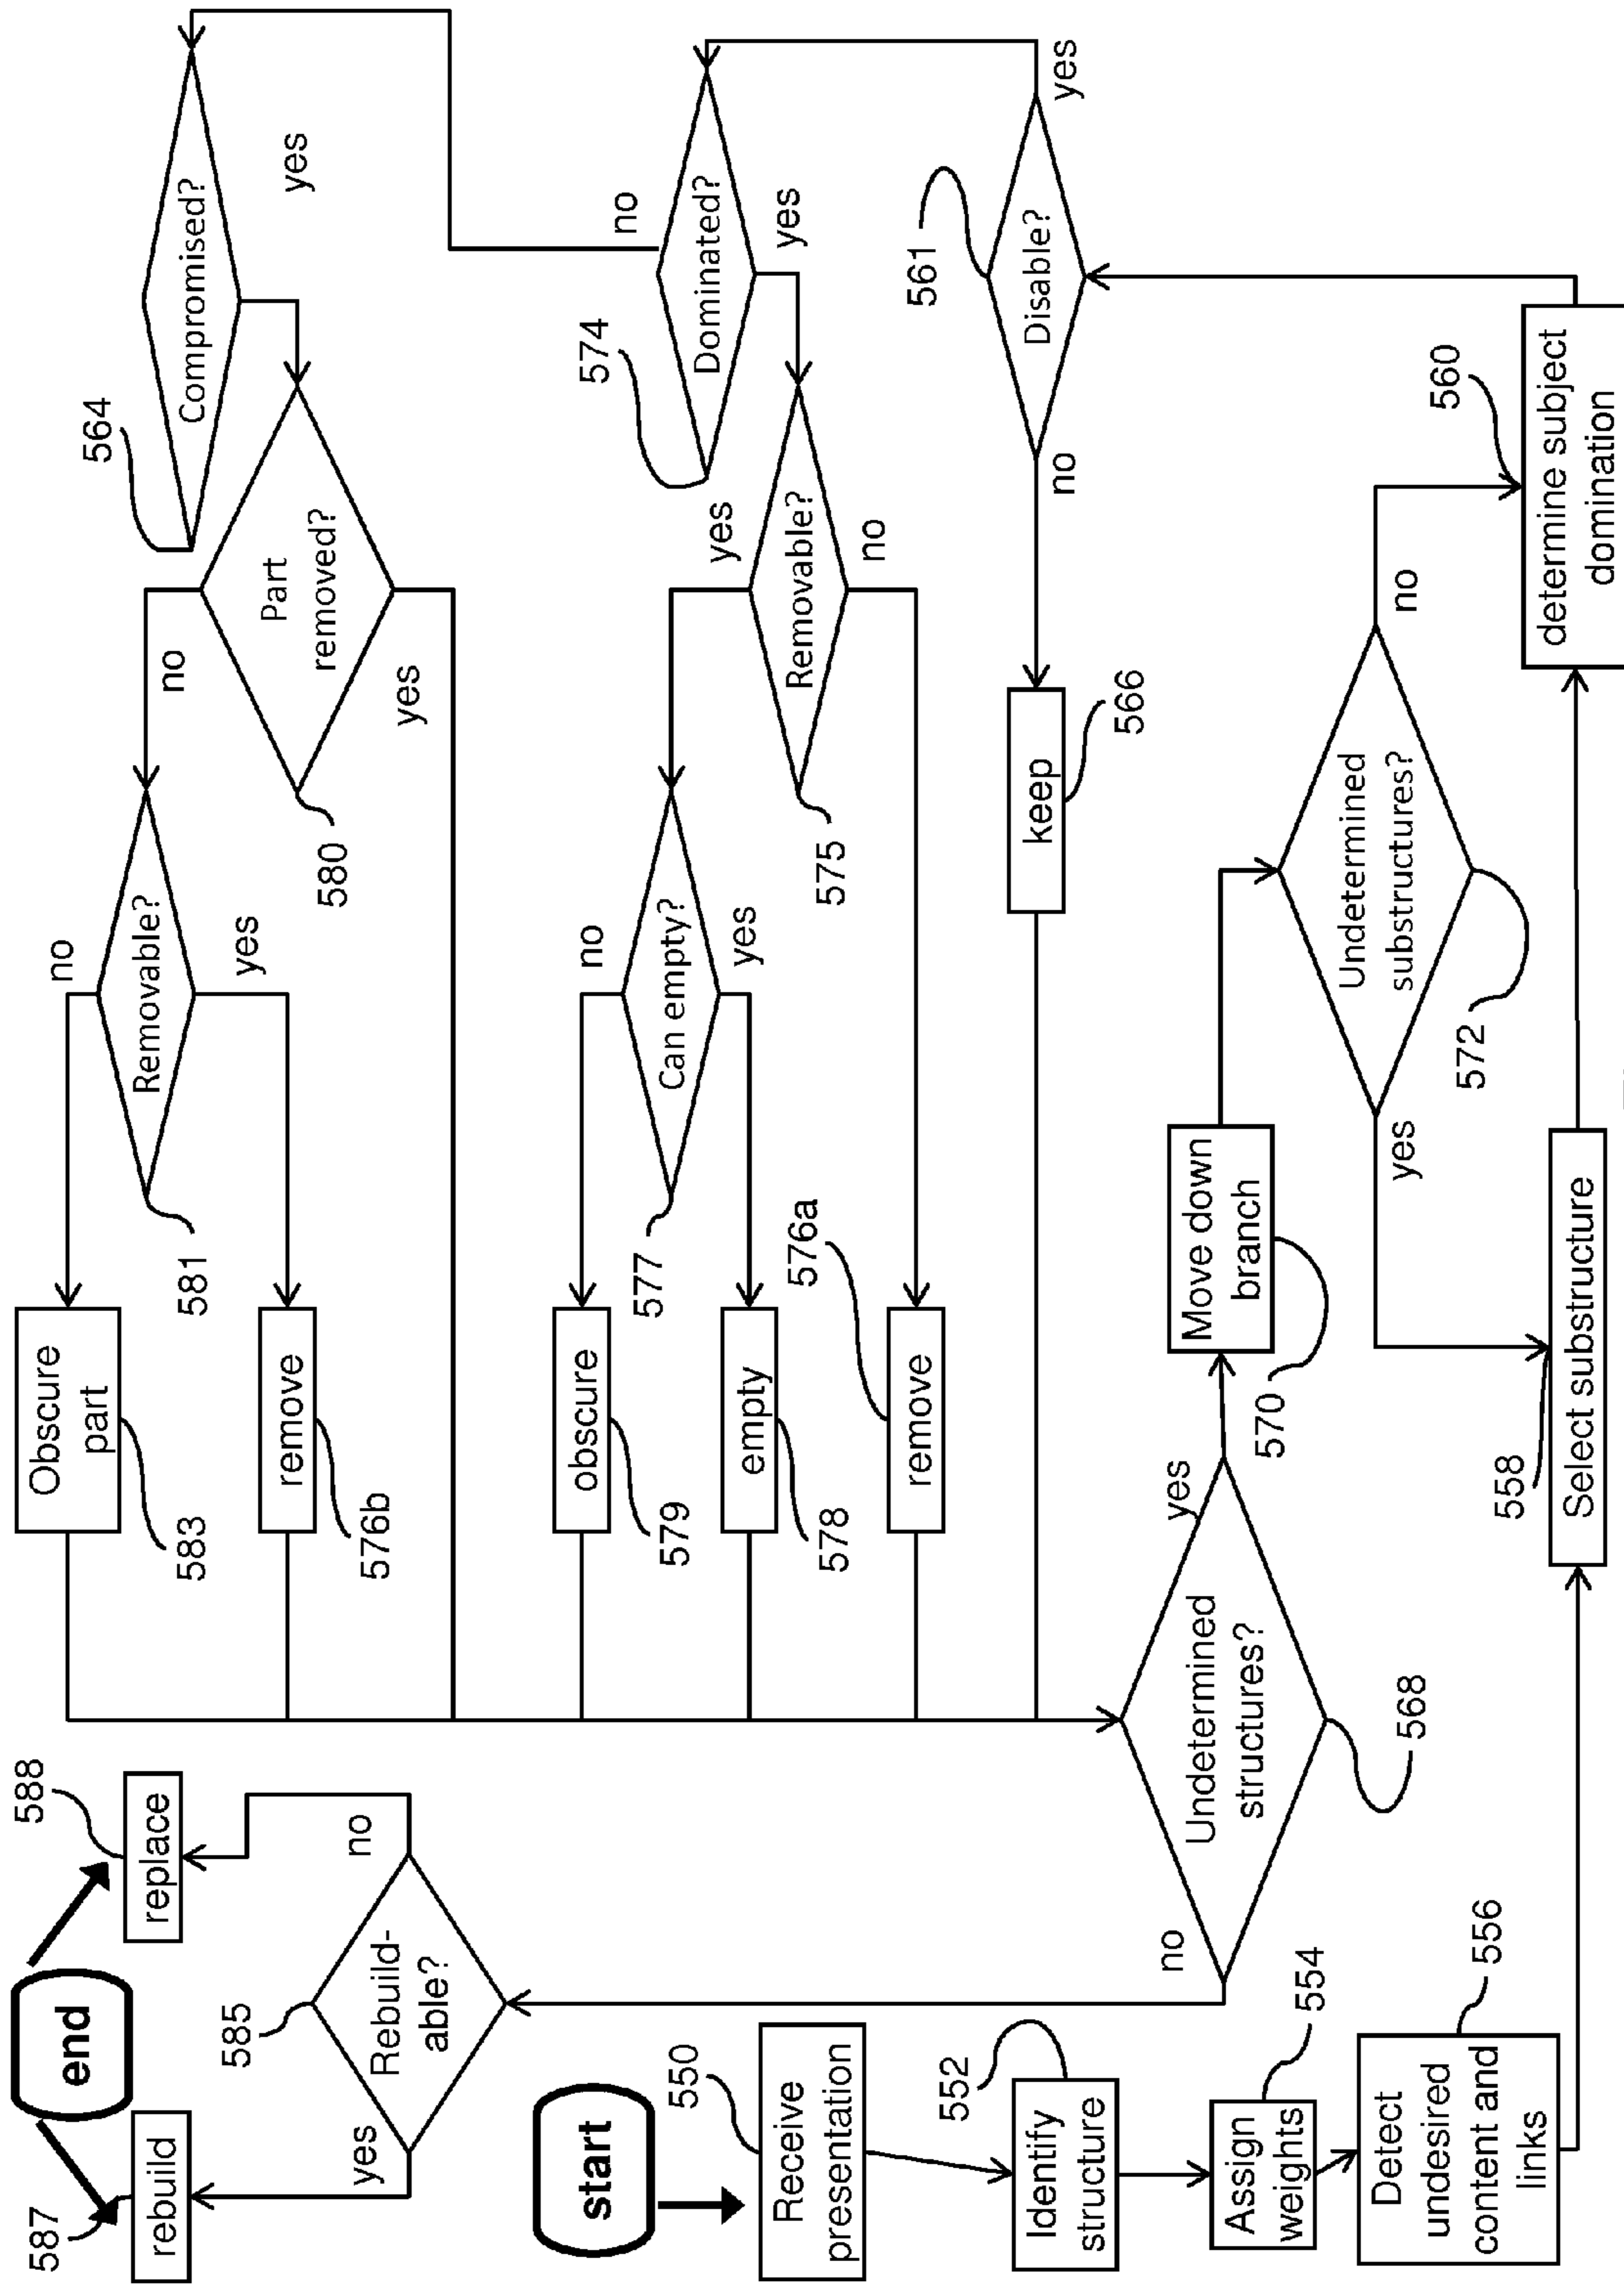 start
550
Receive
presentation
552
Identify
structure
554
Assign
weights
556
Detect
undesired
content and
links
558
Select substructure
560
determine subject
domination
561
Disable?
no
yes
keep
566
574
Dominated?
no
yes
575
Removable?
yes
no
577
Can empty?
no
yes
obscure
579
empty
578
576a
remove
564
Compromised?
yes
580
Part
removed?
no
yes
581
Removable?
no
yes
Obscure
part
583
remove
576b
568
Undetermined
structures?
yes
no
570
Move down
branch
572
Undetermined
substructures?
yes
no
585
Rebuild-
able?
yes
no
587
rebuild
588
replace
end